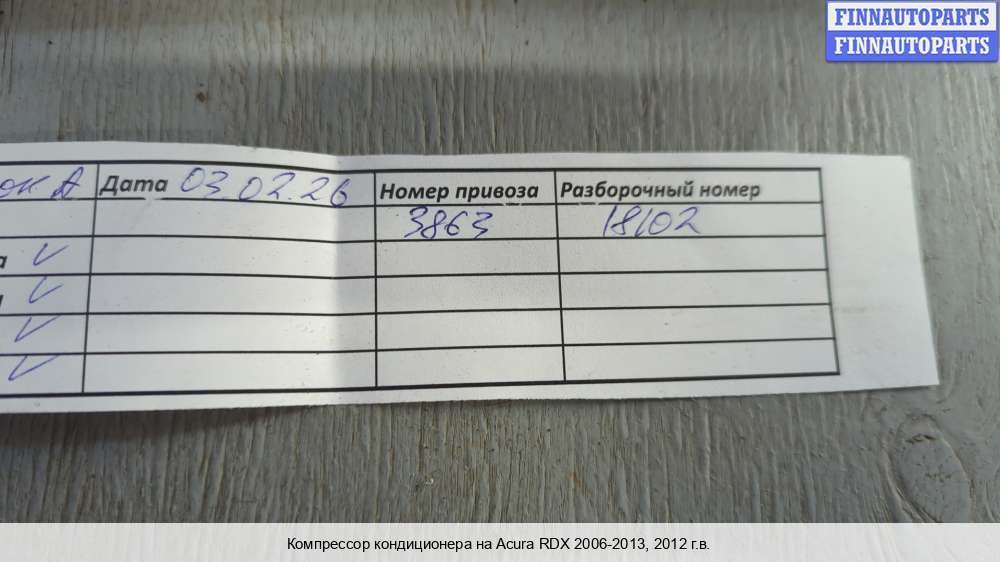 FINNAUTOPARTS
FINNAUTOPARTS
ок А Дата 03.02.26 Номер привоза Разборочный номер
3863 18102
а
Компрессор кондиционера на Acura RDX 2006-2013, 2012 г.в.